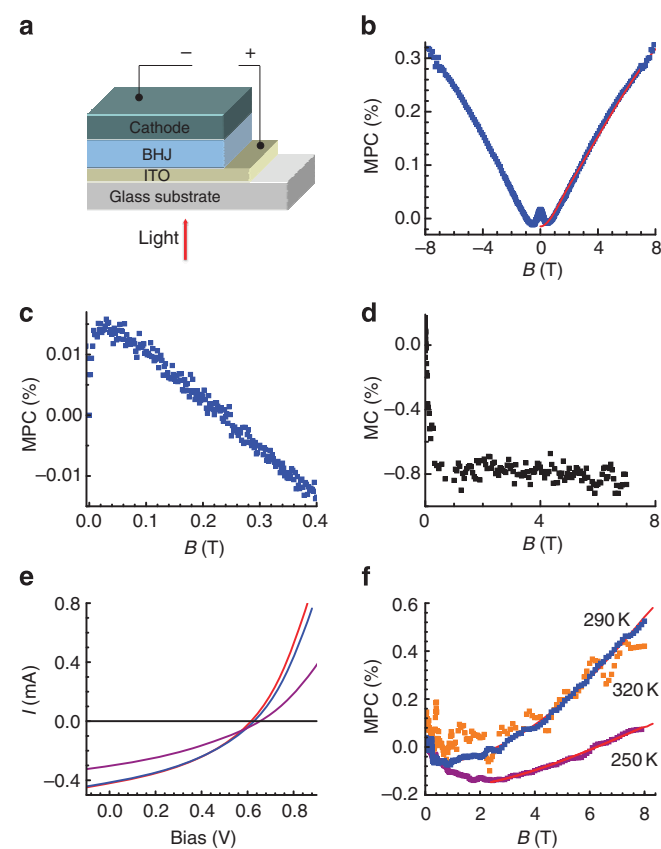 a
−
+
Cathode
BHJ
ITO
Glass substrate
Light
b
MPC (%)
0.3
0.2
0.1
0.0
−8
−4
0
4
8
B (T)
c
MPC (%)
0.01
0.00
−0.01
0.0
0.1
0.2
0.3
0.4
B (T)
d
MC (%)
0.0
−0.4
−0.8
0
4
8
B (T)
e
I (mA)
0.8
0.4
0.0
−0.4
0.0
0.2
0.4
0.6
0.8
Bias (V)
f
MPC (%)
0.6
0.4
0.2
0.0
−0.2
290 K
320 K
250 K
0
2
4
6
8
B (T)